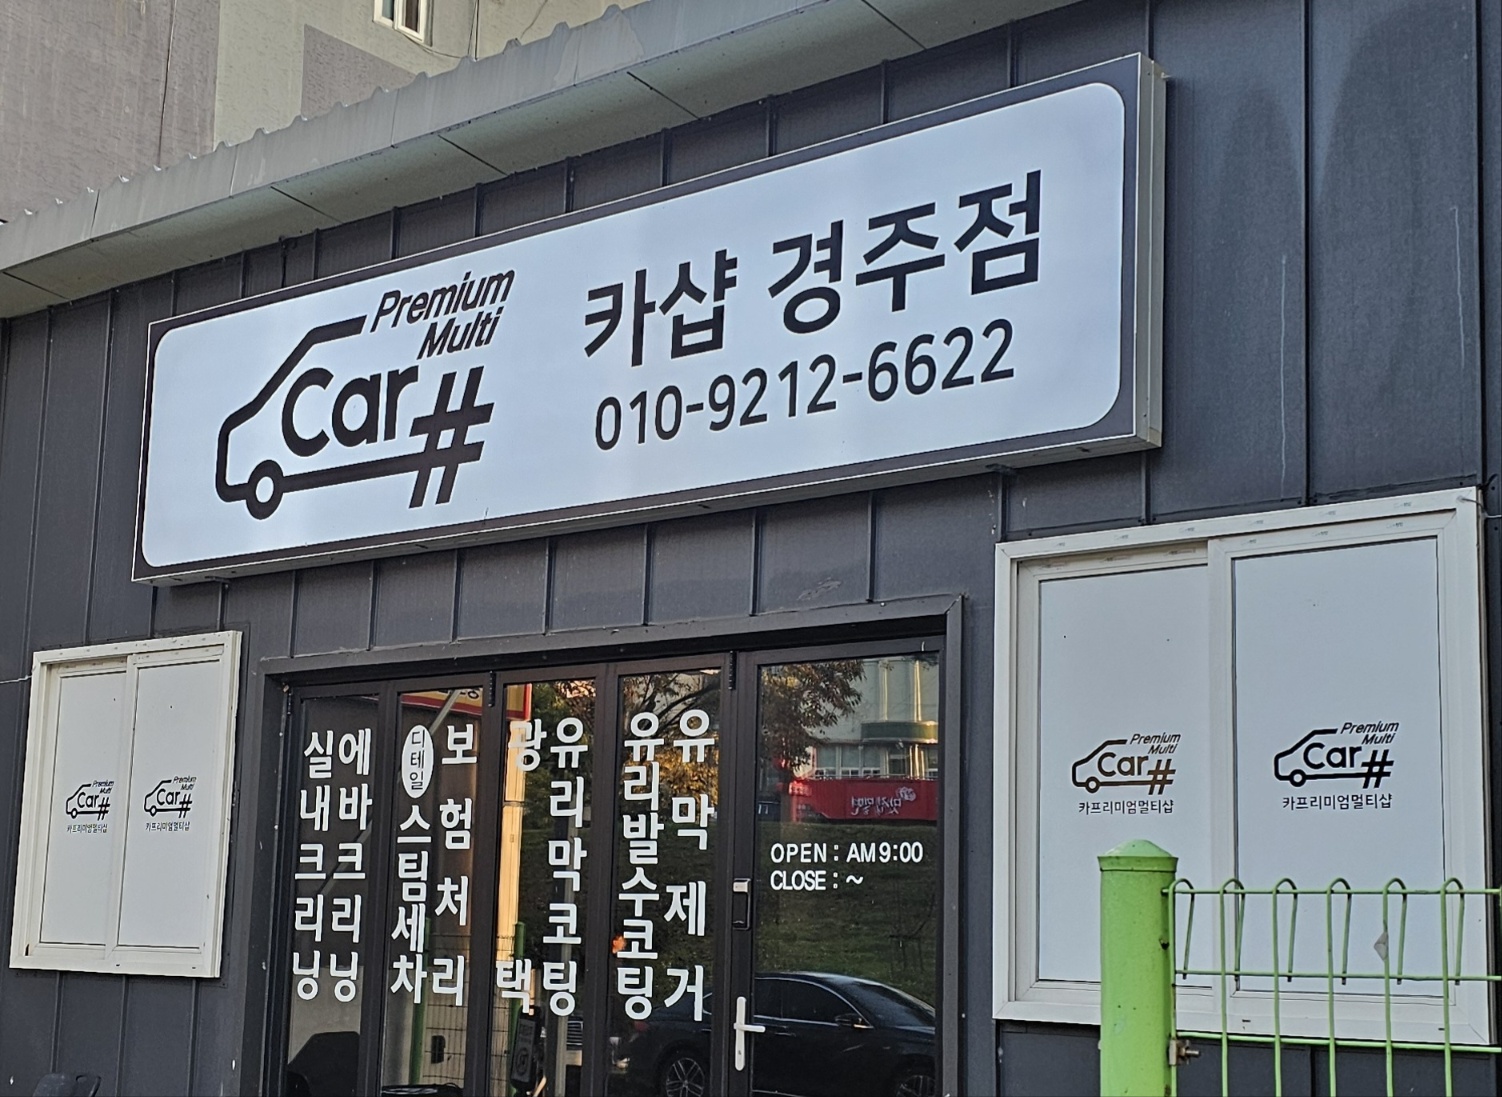 Premium
Multi
Car#
카샵 경주점
010-9212-6622
실내크리닝
에바크리닝
디테일
스팀세차
보험처리
광택
유리막코팅
유리발수코팅
유막제거
OPEN : AM 9:00
CLOSE : ~
Premium
Multi
Car#
카프리미엄멀티샵
Premium
Multi
Car#
카프리미엄멀티샵
Premium
Multi
Car#
카프리미엄멀티샵
Premium
Multi
Car#
카프리미엄멀티샵